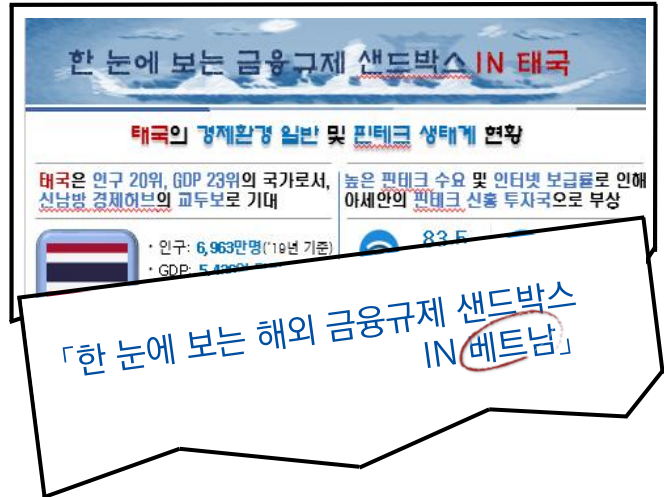 한 눈에 보는 금융규제 샌드박스 IN 태국
태국의 경제환경 일반 및 핀테크 생태계 현황
태국은 인구 20위, GDP 23위의 국가로서,
신남방 경제허브의 교두보로 기대
높은 핀테크 수요 및 인터넷 보급률로 인해
아세안의 핀테크 신흥 투자국으로 부상
· 인구: 6,963만명('19년 기준)
· GDP:
83.5
「한 눈에 보는 해외 금융규제 샌드박스
IN 베트남」